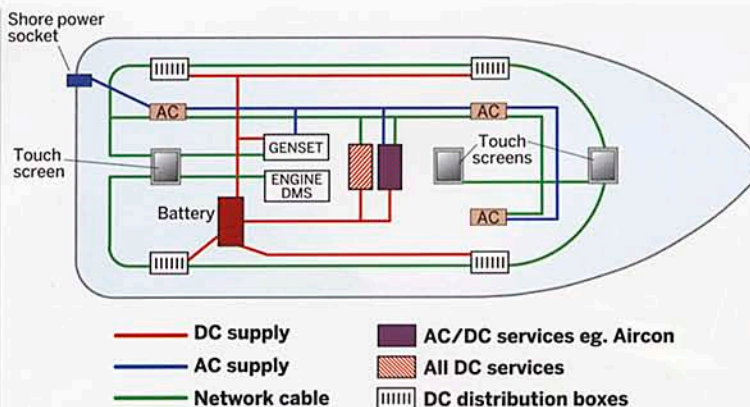 Shore power
socket
AC
AC
Touch
screen
GENSET
ENGINE
DMS
Touch
screens
Battery
AC
DC supply
AC supply
Network cable
AC/DC services eg. Aircon
All DC services
DC distribution boxes